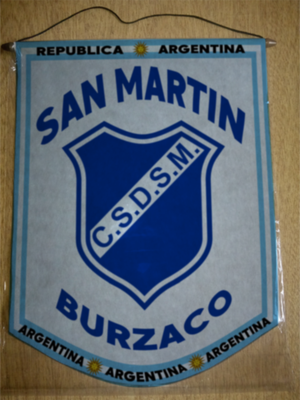 REPUBLICA ARGENTINA
SAN MARTIN
C.S.D.S.M.
BURZACO
ARGENTINA ARGENTINA ARGENTINA